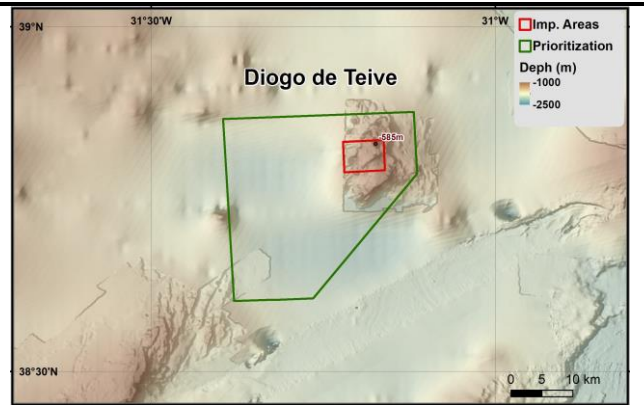 31°30'W
31°W
39°N
Imp. Areas
Prioritization
Deph (m)
-1000
-2500
Diogo de Teive
-585m
38°30'N
0 5 10 km